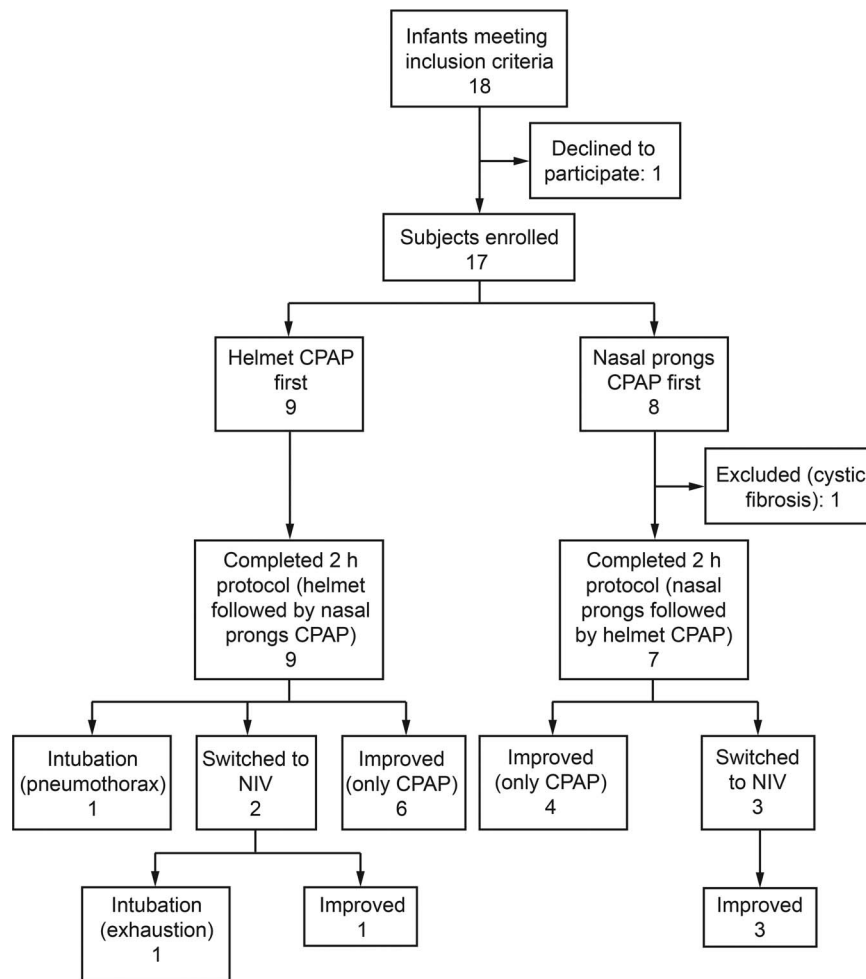 Infants meeting
inclusion criteria
18
Declined to
participate: 1
Subjects enrolled
17
Helmet CPAP
first
9
Nasal prongs
CPAP first
8
Excluded (cystic
fibrosis): 1
Completed 2 h
protocol (helmet
followed by nasal
prongs CPAP)
9
Completed 2 h
protocol (nasal
prongs followed
by helmet CPAP)
7
Intubation
(pneumothorax)
1
Switched to
NIV
2
Improved
(only CPAP)
6
Improved
(only CPAP)
4
Switched
to NIV
3
Intubation
(exhaustion)
1
Improved
1
Improved
3